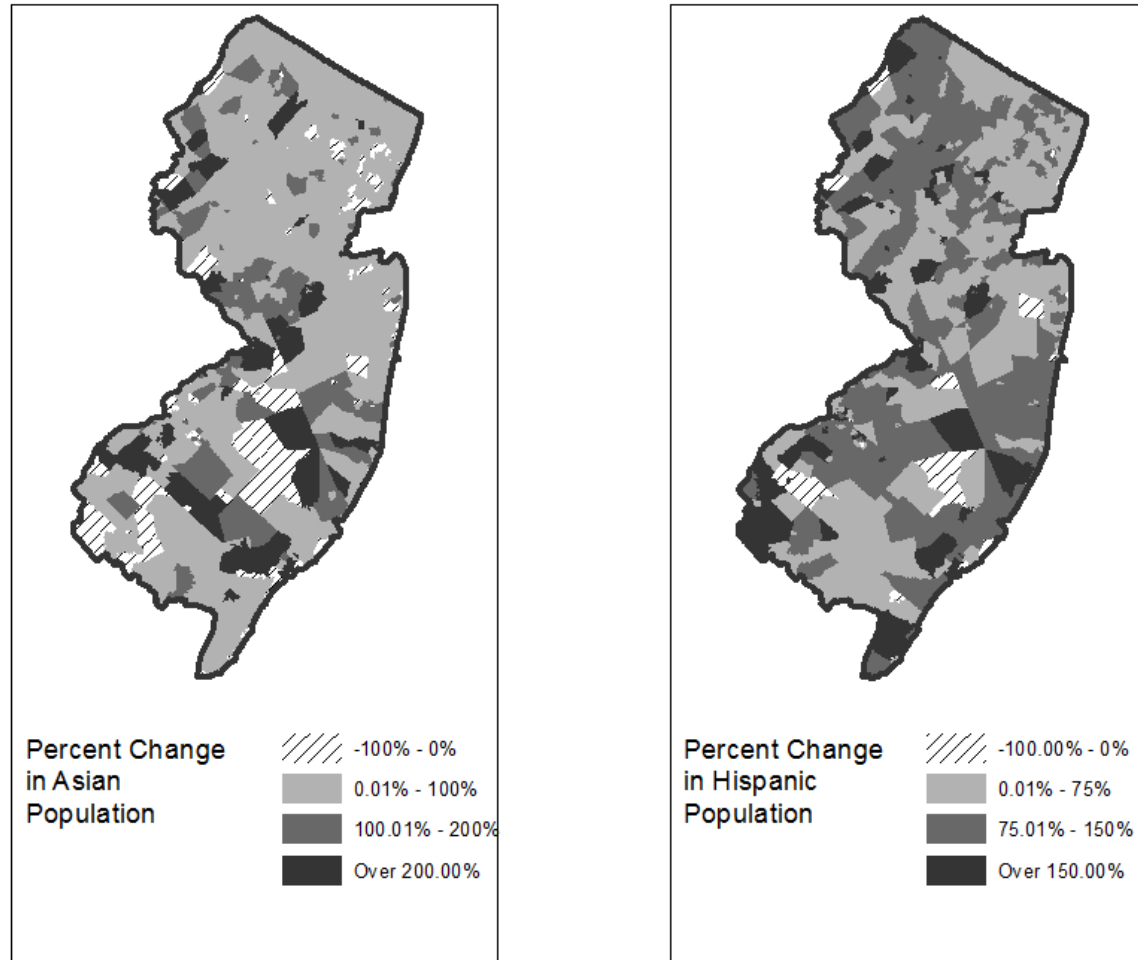 Percent Change
in Asian
Population
-100% - 0%
0.01% - 100%
100.01% - 200%
Over 200.00%
Percent Change
in Hispanic
Population
-100.00% - 0%
0.01% - 75%
75.01% - 150%
Over 150.00%